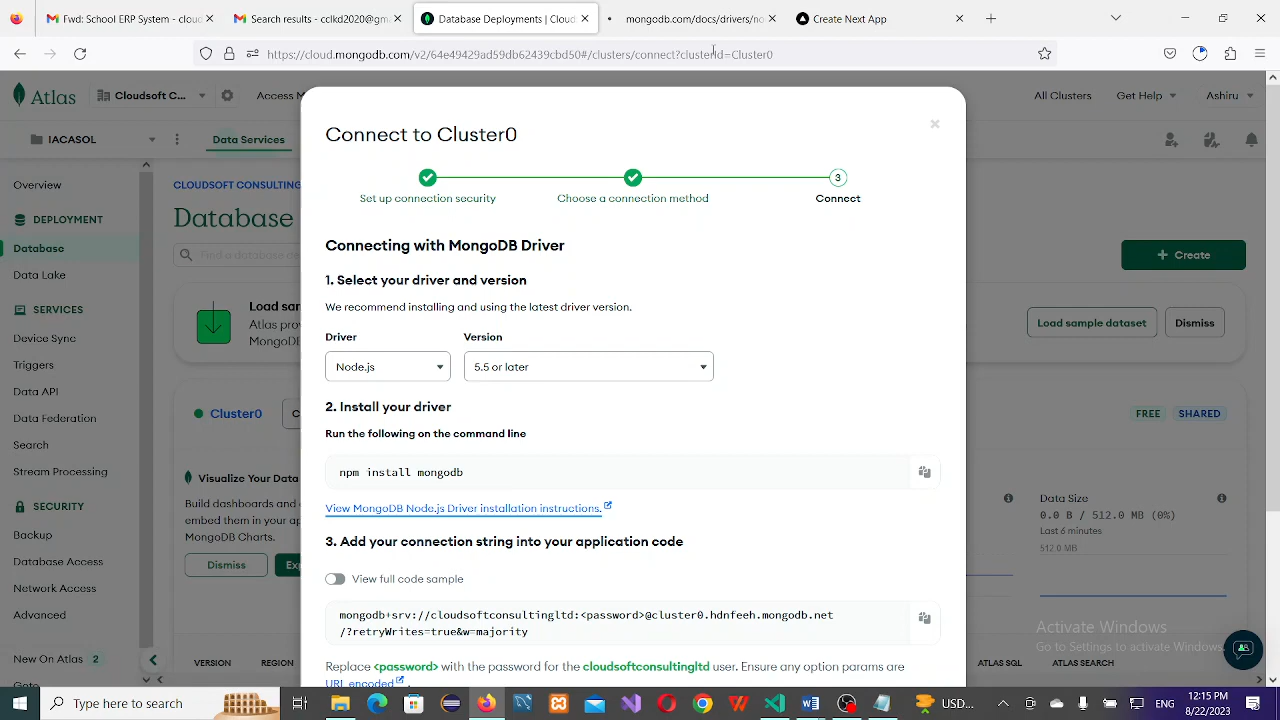 Fwd: School ERP System - cloud
Search results - cclkd2020@gma
Database Deployments | Cloud
mongodb.com/docs/drivers/no
Create Next App
https://cloud.mongodb.com/v2/64e49429ad59db62439cbd50#/clusters/connect?clusterId=Cluster0
Atlas
Cloudsoft C...
Access M
All Clusters
Get Help
Ashiru
IACASOL
Data Services
Overview
DEPLOYMENT
Database
Data Lake
SERVICES
Device Sync
Triggers
Data API
Data Federation
Search
Stream Processing
SECURITY
Backup
Database Access
Network Access
Advanced
New On Atlas 2
CLOUDSOFT CONSULTING
Database
Find a database de
Create
Load sam
Atlas prov
MongoDI
Load sample dataset
Dismiss
Cluster0
C
FREE
SHARED
Visualize Your Data
embed them in your ap
MongoDB Charts.
Dismiss
Exp
Data Size
0.0 B / 512.0 MB (0%)
Last 6 minutes
512.0 MB
VERSION
REGION
ATLAS SQL
ATLAS SEARCH
Connect to Cluster0
3
Set up connection security
Choose a connection method
Connect
Connecting with MongoDB Driver
1. Select your driver and version
We recommend installing and using the latest driver version.
Driver
Version
Node.js
5.5 or later
2. Install your driver
Run the following on the command line
npm install mongodb
View MongoDB Node.js Driver installation instructions.
3. Add your connection string into your application code
View full code sample
mongodb+srv://cloudsoftconsultingltd:<password>@cluster0.hdnfeeh.mongodb.net
/?retryWrites=true&w=majority
Replace <password> with the password for the cloudsoftconsultingltd user. Ensure any option params are
URL encoded
Activate Windows
Go to Settings to activate Windows.
Type here to search
USD...
12:15 PM
8/22/2023